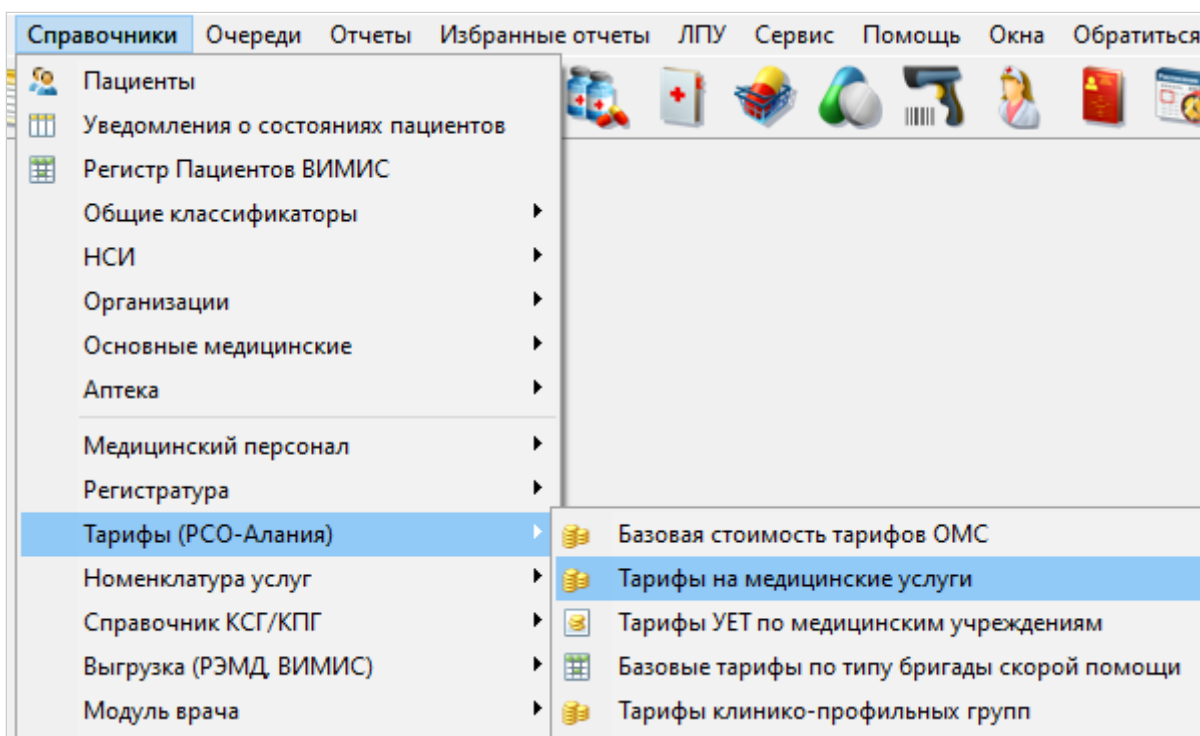 Справочники Очереди Отчеты Избранные отчеты ЛПУ Сервис Помощь Окна Обратиться
Пациенты
Уведомления о состояниях пациентов
Регистр Пациентов ВИМИС
Общие классификаторы
НСИ
Организации
Основные медицинские
Аптека
Медицинский персонал
Регистратура
Тарифы (РСО-Алания)
Базовая стоимость тарифов ОМС
Номенклатура услуг
Тарифы на медицинские услуги
Справочник КСГ/КПГ
Тарифы УЕТ по медицинским учреждениям
Выгрузка (РЭМД, ВИМИС)
Базовые тарифы по типу бригады скорой помощи
Модуль врача
Тарифы клинико-профильных групп